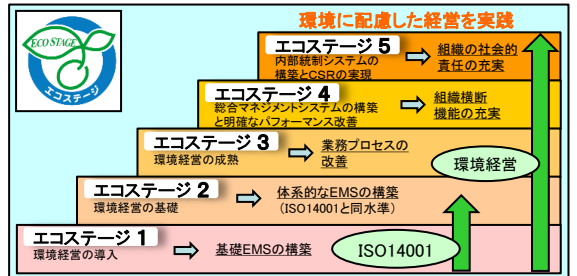 環境に配慮した経営を実践
ECO STAGE
エコステージ
エコステージ 5
内部統制システムの
構築とCSRの実現
組織の社会的
責任の充実
エコステージ 4
総合マネジメントシステムの構築
と明確なパフォーマンス改善
組織横断
機能の充実
エコステージ 3
環境経営の成熟
業務プロセスの
改善
環境経営
エコステージ 2
環境経営の基礎
体系的なEMSの構築
(ISO14001と同水準)
エコステージ 1
環境経営の導入
基礎EMSの構築
ISO14001